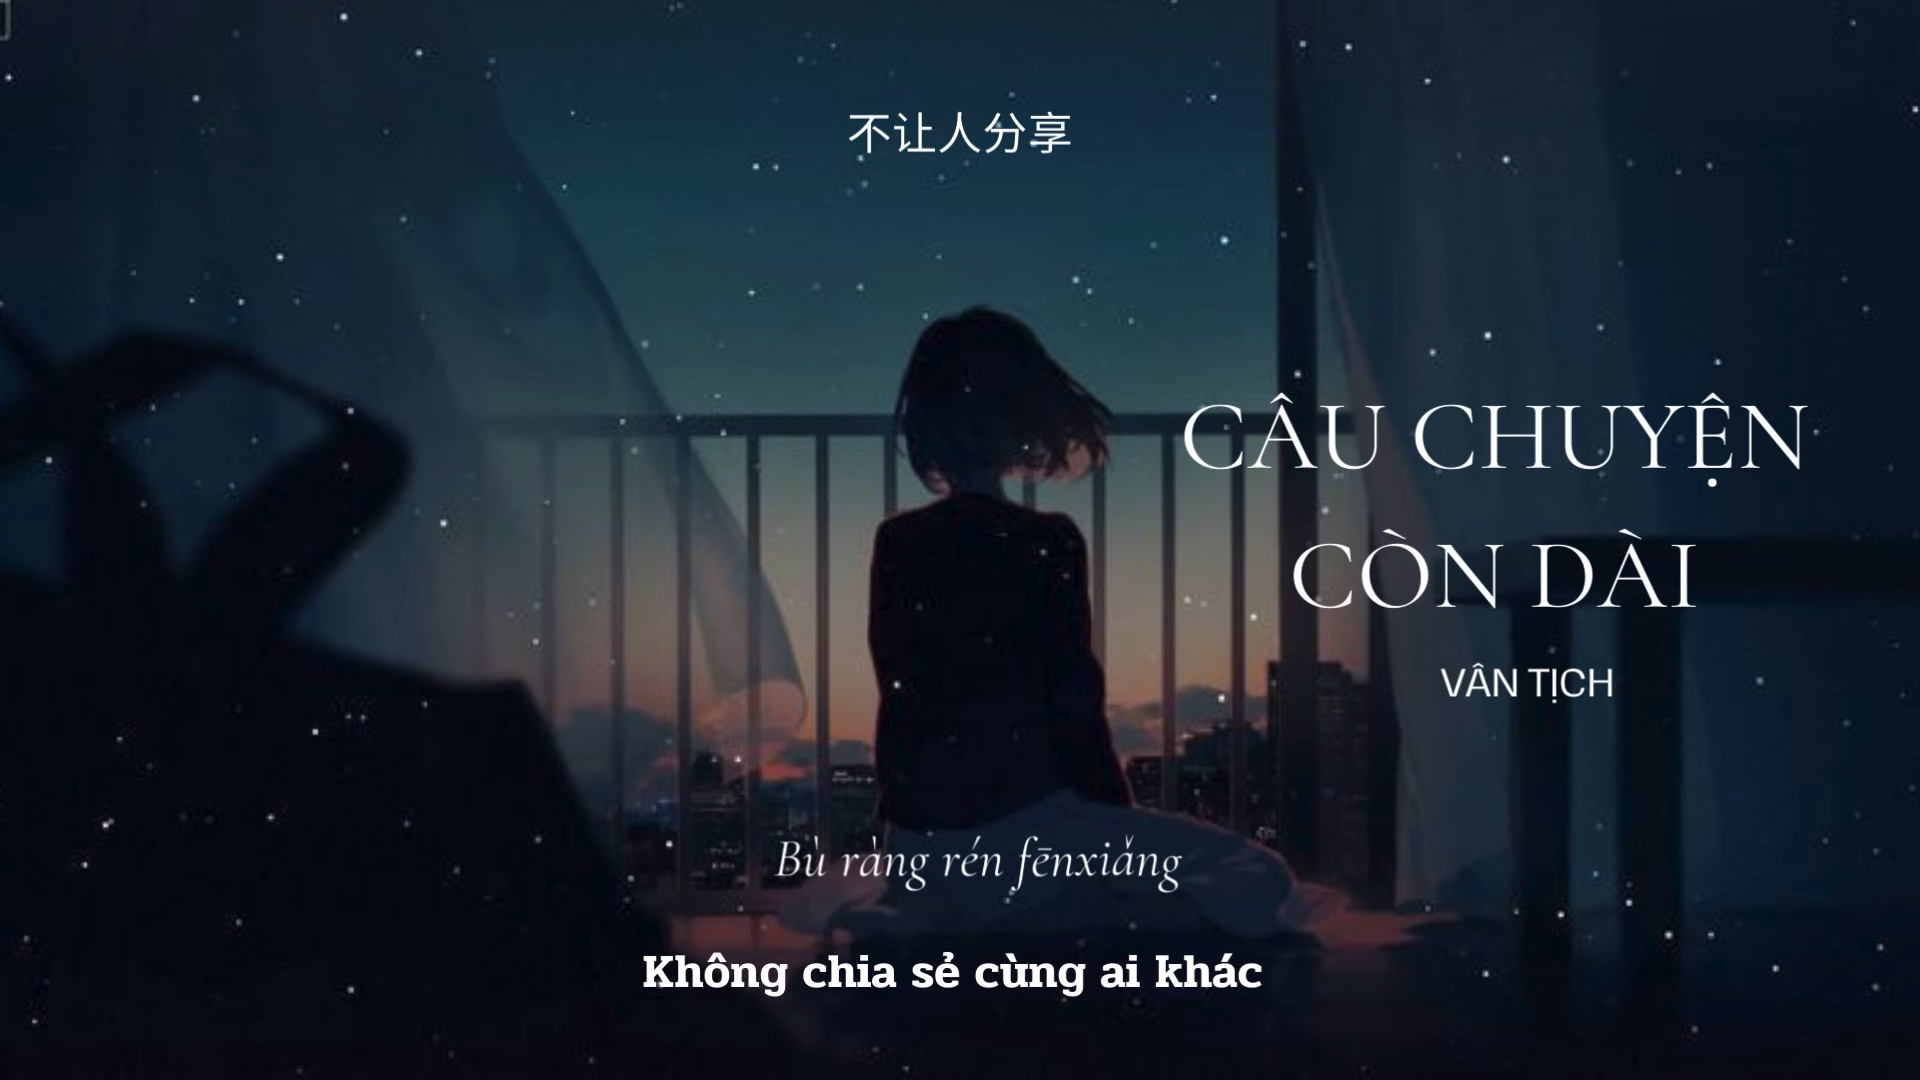 不让人分享
CÂU CHUYỆN
CÒN DÀI
VÂN TỊCH
Bù ràng rén fēnxiǎng
Không chia sẻ cùng ai khác